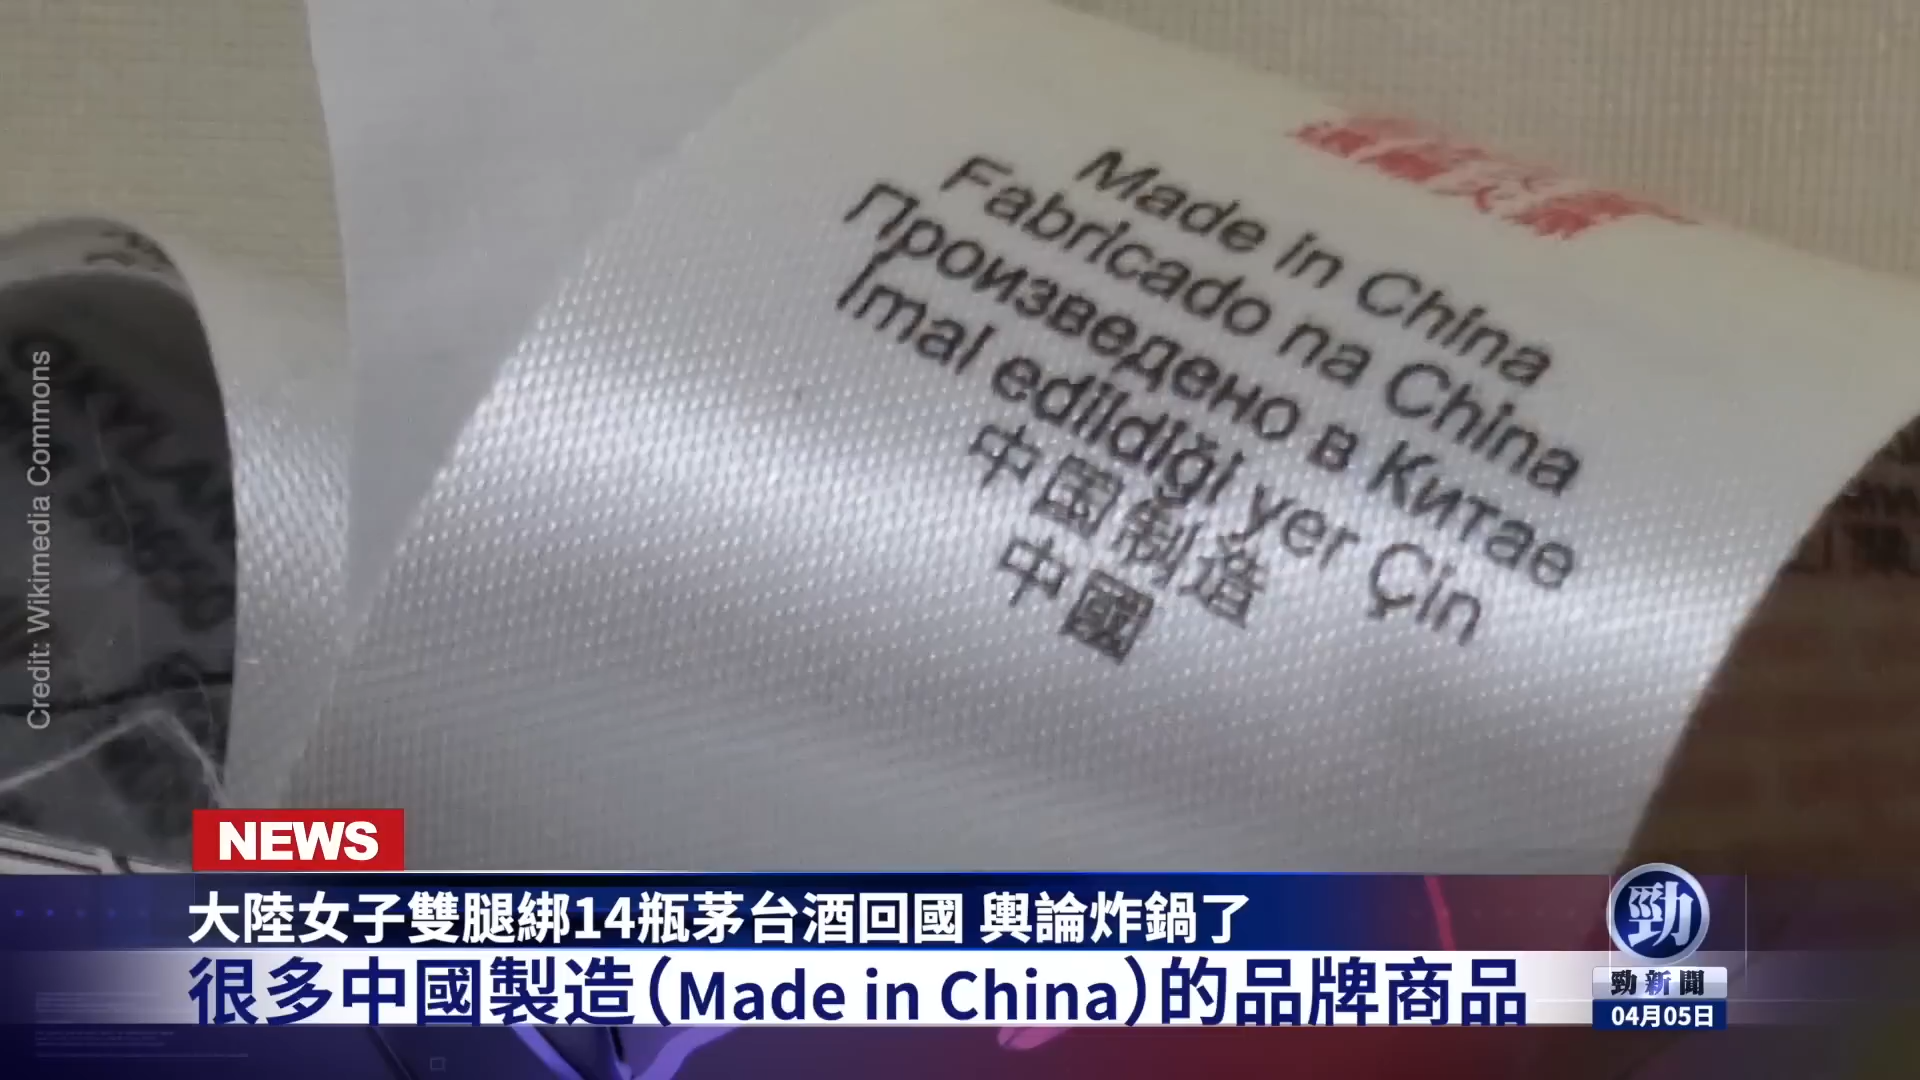 Made in China
Fabricado na China
Произведено в Китае
İmal edildiği yer Çin
中国制造
中國
Credit: Wikimedia Commons
NEWS
大陸女子雙腿綁14瓶茅台酒回國 輿論炸鍋了
很多中國製造(Made in China)的品牌商品
勁
勁新聞
04月05日